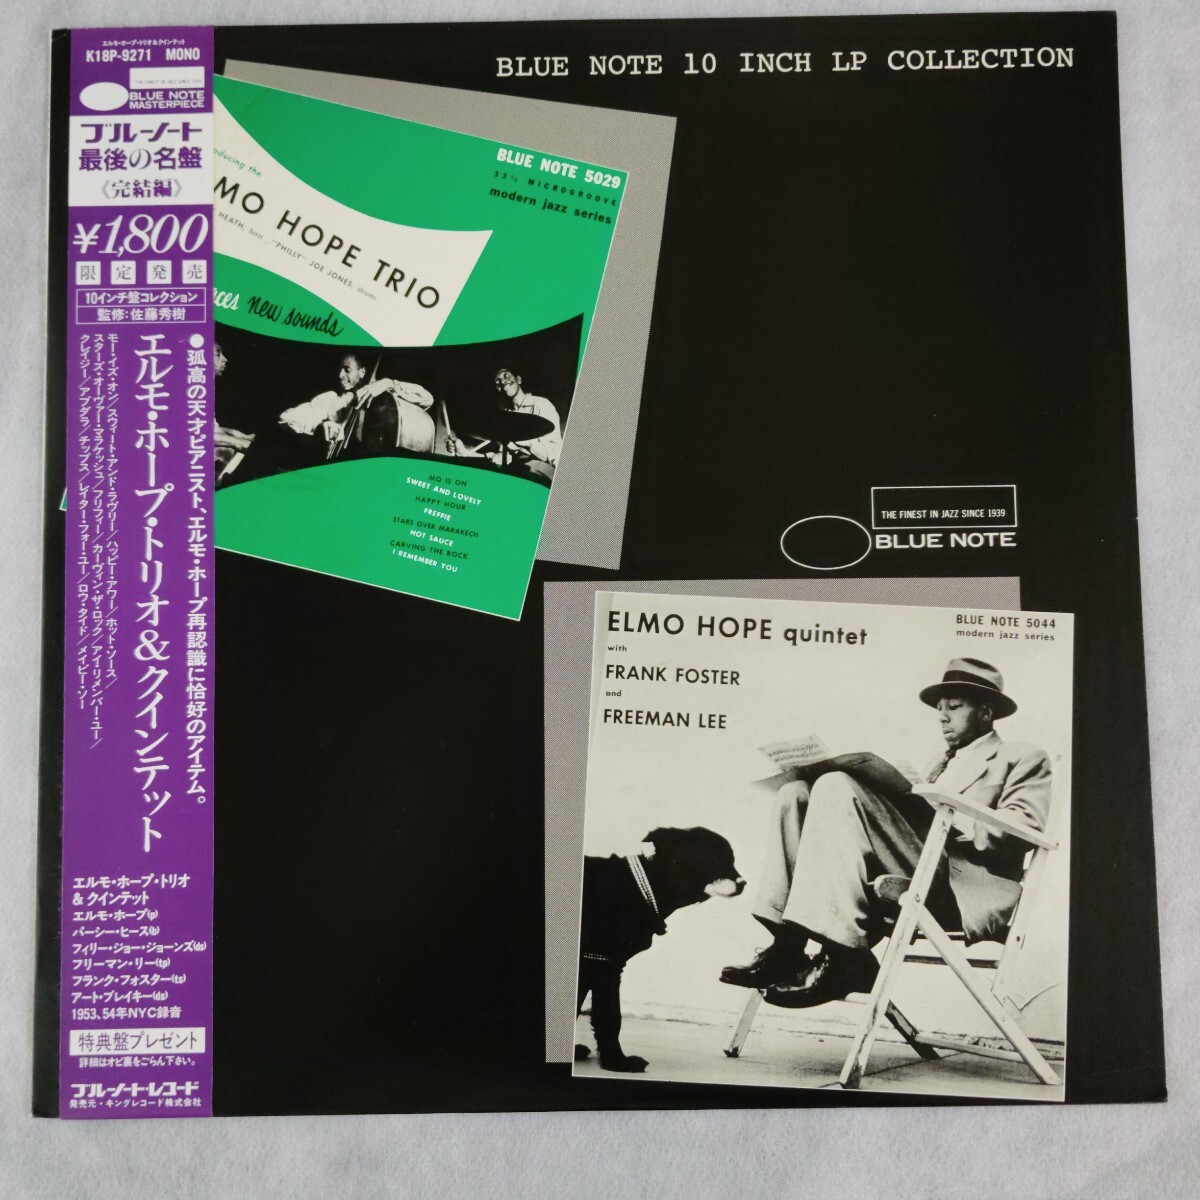 エルモ・ホープ・トリオ&クインテット
K18P-9271 MONO
THE FINEST IN JAZZ SINCE 1939
BLUE NOTE
MASTERPIECE
ブルーノート
最後の名盤
《完結編》
¥1,800
限定発売
10インチ盤コレクション
監修:佐藤秀樹
●孤高の天才ピアニスト、エルモ・ホープ再認識に恰好のアイテム。
エルモ・ホープ・トリオ&クインテット
モー・イズ・オン/スウィート・アンド・ラヴリー/ハッピー・アワー/ホット・ソース/
スターズ・オーヴァー・マラケッシュ/フリフィー/カーヴィン・ザ・ロック/アイ・リメンバー・ユー/
クレイジー/アブダラ/チップス/レイター・フォー・ユー/ロウ・タイド/メイビー・ソー
エルモ・ホープ・トリオ
&クインテット
エルモ・ホープ(p)
パーシー・ヒース(b)
フィリー・ジョー・ジョーンズ(ds)
フリーマン・リー(tp)
フランク・フォスター(ts)
アート・ブレイキー(ds)
1953、54年NYC録音
特典盤プレゼント
詳細はオビ裏をごらん下さい。
ブルーノート・レコード
発売元・キングレコード株式会社
BLUE NOTE 10 INCH LP COLLECTION
BLUE NOTE 5029
33⅓ MICROGROOVE
modern jazz series
oducing the
MO HOPE TRIO
HEATH, bass, "PHILLY" JOE JONES, drums
ces new sounds
MO IS ON
SWEET AND LOVELY
HAPPY HOUR
FREFFIE
STARS OVER MARAKECH
HOT SAUCE
CARVING THE ROCK
I REMEMBER YOU
THE FINEST IN JAZZ SINCE 1939
BLUE NOTE
ELMO HOPE quintet
with
FRANK FOSTER
and
FREEMAN LEE
BLUE NOTE 5044
modern jazz series